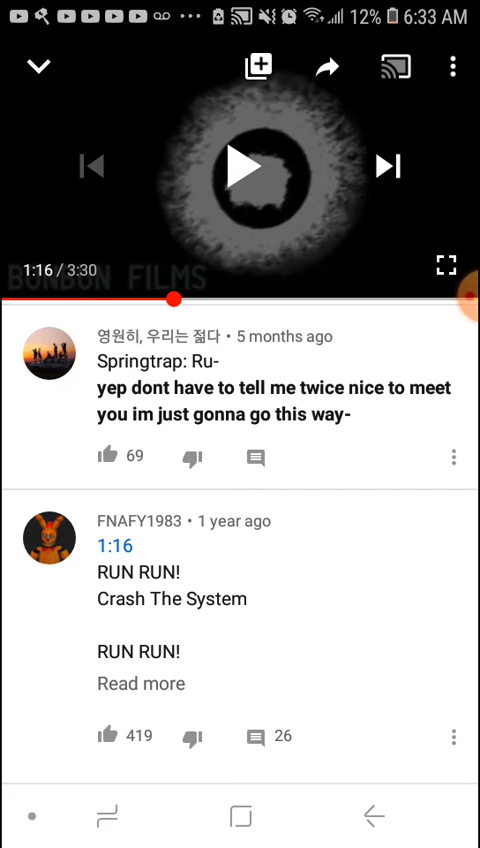 12% 6:33 AM
1:16 / 3:30
BONBON FILMS
영원히, 우리는 젊다 • 5 months ago
Springtrap: Ru-
yep dont have to tell me twice nice to meet
you im just gonna go this way-
69
FNAFY1983 • 1 year ago
1:16
RUN RUN!
Crash The System
RUN RUN!
Read more
419 26